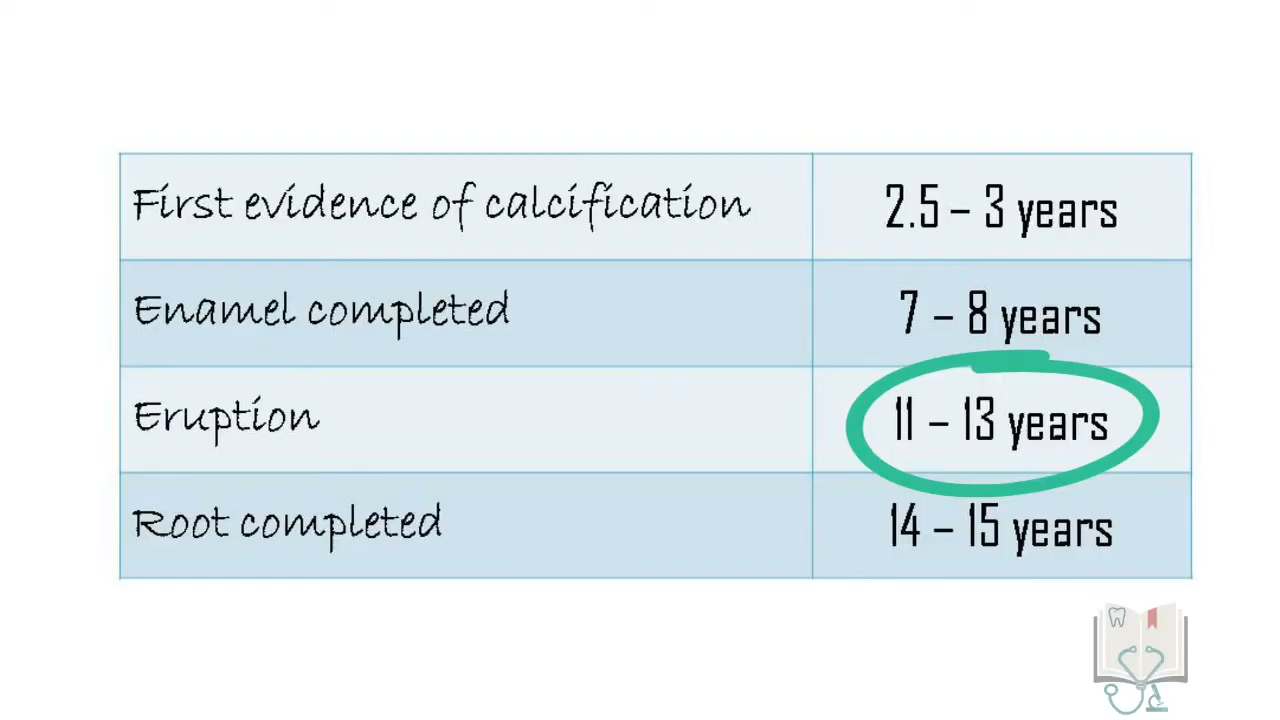 First evidence of calcification 2.5 – 3 years
Enamel completed 7 – 8 years
Eruption 11 – 13 years
Root completed 14 – 15 years